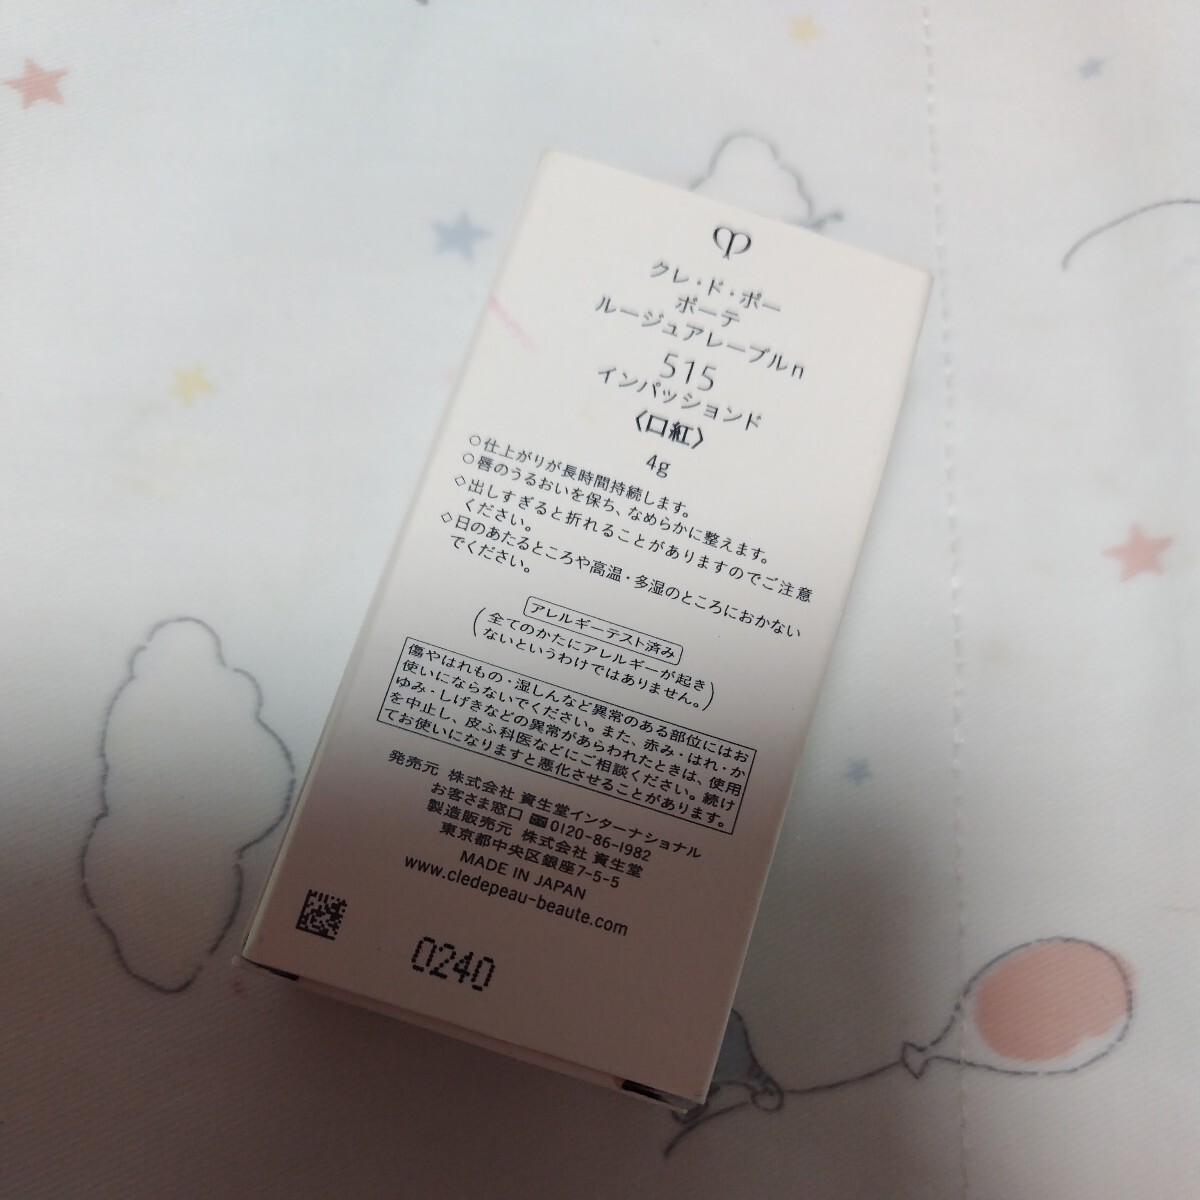 クレ・ド・ポー
ボーテ
ルージュアレーブルn
515
インパッションド
〈口紅〉
4g
○仕上がりが長時間持続します。
○唇のうるおいを保ち、なめらかに整えます。
◇出しすぎると折れることがありますのでご注意
ください。
◇日のあたるところや高温・多湿のところにおかない
でください。
アレルギーテスト済み
(全てのかたにアレルギーが起き
ないというわけではありません。)
傷やはれもの・湿しんなど異常のある部位にはお
使いにならないでください。また、赤み・はれ・か
ゆみ・しげきなどの異常があらわれたときは、使用
を中止し、皮ふ科医などにご相談ください。続け
てお使いになりますと悪化させることがあります。
発売元 株式会社 資生堂インターナショナル
お客さま窓口 0120-86-1982
製造販売元 株式会社 資生堂
東京都中央区銀座7-5-5
MADE IN JAPAN
www.cledepeau-beaute.com
0240